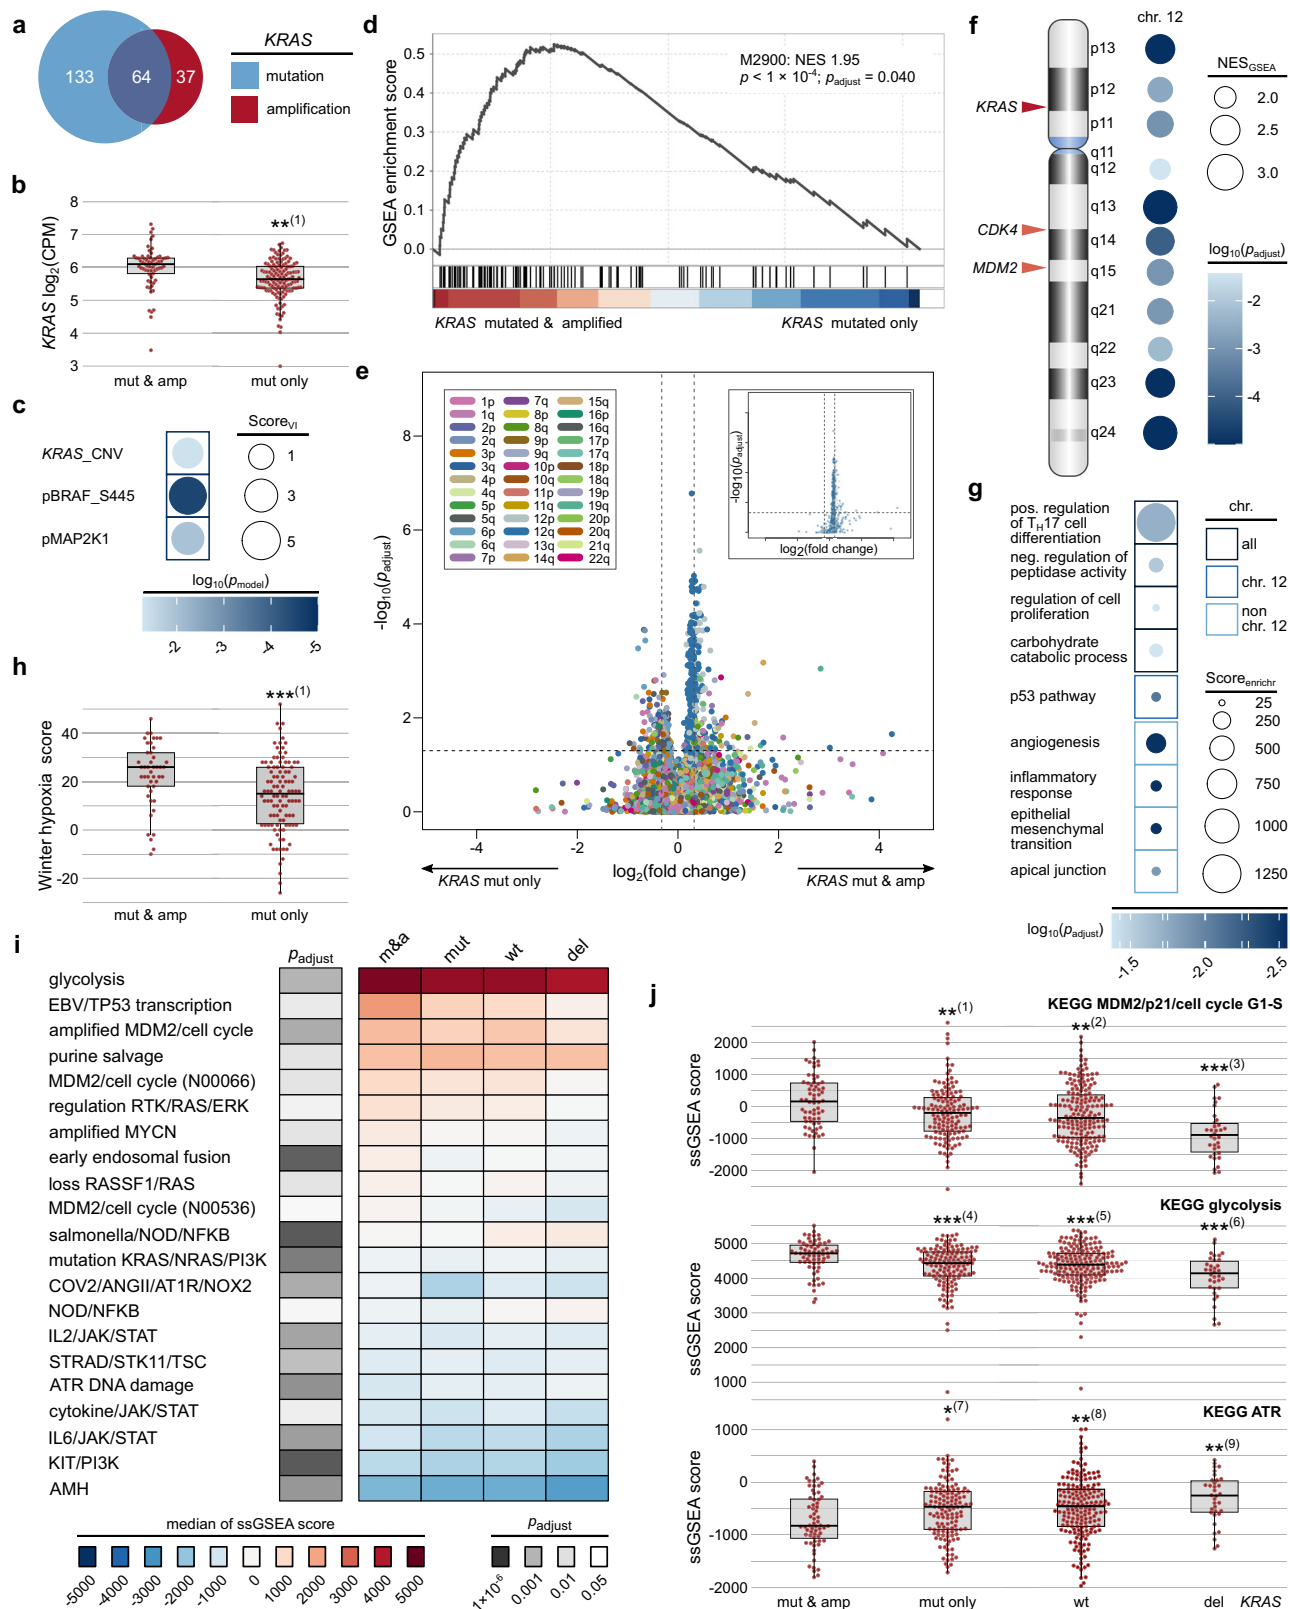 a
133
64
37
KRAS
mutation
amplification
b
KRAS log2(CPM)
8
7
6
5
4
3
**(1)
mut & amp
mut only
c
KRAS_CNV
pBRAF_S445
pMAP2K1
ScoreVI
1
3
5
log10(pmodel)
-2
-3
-4
-5
d
GSEA enrichment score
0.5
0.4
0.3
0.2
0.1
0.0
M2900: NES 1.95
p < 1 × 10-4; padjust = 0.040
KRAS mutated & amplified
KRAS mutated only
e
-log10(padjust)
8
6
4
2
0
1p 7q 15q
1q 8p 16p
2p 8q 16q
2q 9p 17p
3p 9q 17q
3q 10p 18p
4p 10q 18q
4q 11p 19p
5p 11q 19q
5q 12p 20p
6p 12q 20q
6q 13q 21q
7p 14q 22q
-log10(padjust)
log2(fold change)
-4
-2
0
2
4
log2(fold change)
KRAS mut only
KRAS mut & amp
f
chr. 12
p13
p12
p11
q11
q12
q13
q14
q15
q21
q22
q23
q24
KRAS
CDK4
MDM2
NESGSEA
2.0
2.5
3.0
log10(padjust)
-2
-3
-4
g
pos. regulation
of TH17 cell
differentiation
neg. regulation of
peptidase activity
regulation of cell
proliferation
carbohydrate
catabolic process
p53 pathway
angiogenesis
inflammatory
response
epithelial
mesenchymal
transition
apical junction
chr.
all
chr. 12
non
chr. 12
Scoreenrichr
25
250
500
750
1000
1250
log10(padjust)
-1.5
-2.0
-2.5
h
Winter hypoxia score
40
20
0
-20
***(1)
mut & amp
mut only
i
padjust
m&a
mut
wt
del
glycolysis
EBV/TP53 transcription
amplified MDM2/cell cycle
purine salvage
MDM2/cell cycle (N00066)
regulation RTK/RAS/ERK
amplified MYCN
early endosomal fusion
loss RASSF1/RAS
MDM2/cell cycle (N00536)
salmonella/NOD/NFKB
mutation KRAS/NRAS/PI3K
COV2/ANGII/AT1R/NOX2
NOD/NFKB
IL2/JAK/STAT
STRAD/STK11/TSC
ATR DNA damage
cytokine/JAK/STAT
IL6/JAK/STAT
KIT/PI3K
AMH
median of ssGSEA score
-5000
-4000
-3000
-2000
-1000
0
1000
2000
3000
4000
5000
padjust
1×10-6
0.001
0.01
0.05
j
KEGG MDM2/p21/cell cycle G1-S
ssGSEA score
2000
1000
0
-1000
-2000
**(1)
**(2)
***(3)
KEGG glycolysis
ssGSEA score
5000
4000
3000
2000
1000
***(4)
***(5)
***(6)
KEGG ATR
ssGSEA score
1000
0
-1000
-2000
*(7)
**(8)
**(9)
mut & amp
mut only
wt
del
KRAS